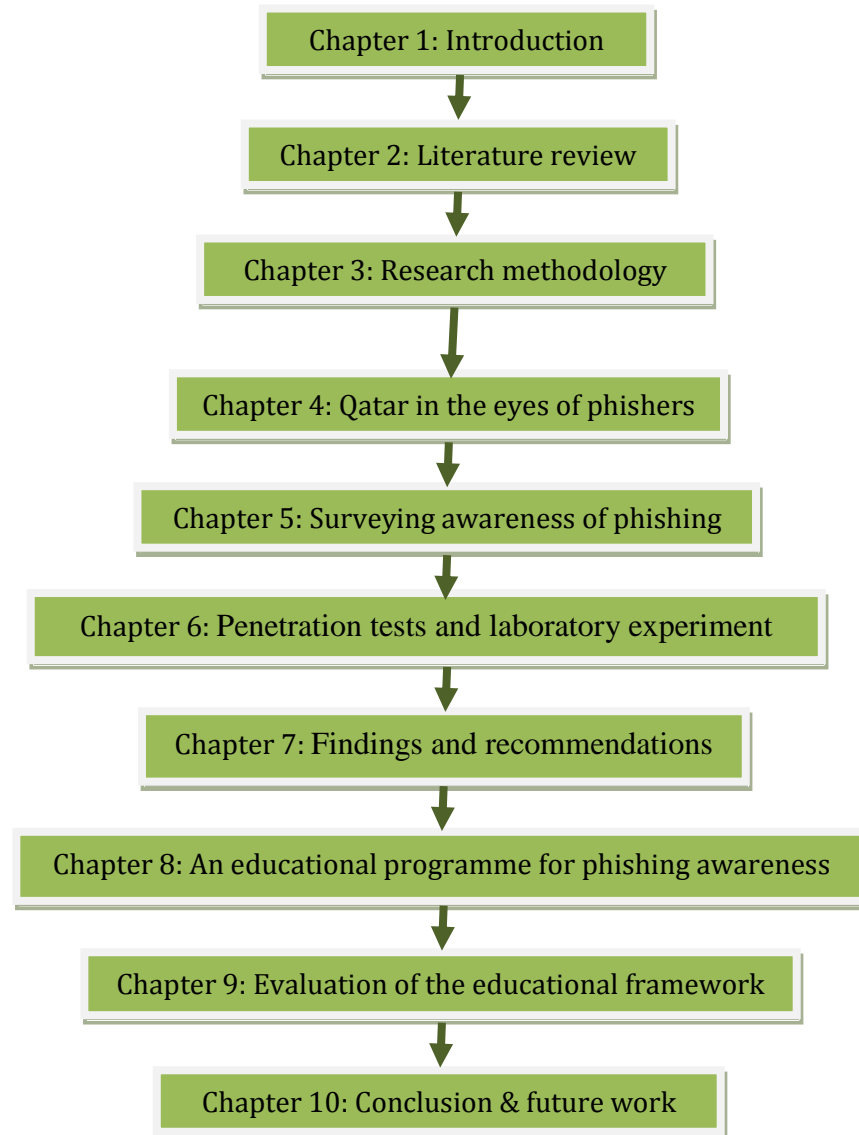 Chapter 1: Introduction
Chapter 2: Literature review
Chapter 3: Research methodology
Chapter 4: Qatar in the eyes of phishers
Chapter 5: Surveying awareness of phishing
Chapter 6: Penetration tests and laboratory experiment
Chapter 7: Findings and recommendations
Chapter 8: An educational programme for phishing awareness
Chapter 9: Evaluation of the educational framework
Chapter 10: Conclusion & future work